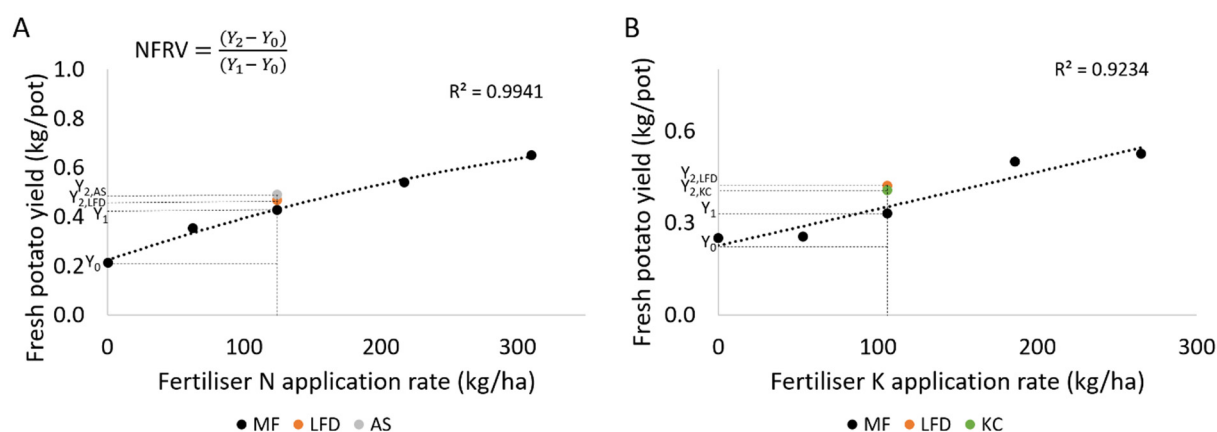 A
NFRV = (Y₂ − Y₀) / (Y₁ − Y₀)
R² = 0.9941
Fresh potato yield (kg/pot)
1.0
0.8
0.6
0.4
0.2
0.0
Y₂,AS
Y₂,LFD
Y₁
Y₀
0 100 200 300
Fertiliser N application rate (kg/ha)
MF LFD AS
B
R² = 0.9234
Fresh potato yield (kg/pot)
0.6
0.3
0.0
Y₂,LFD
Y₂,KC
Y₁
Y₀
0 100 200 300
Fertiliser K application rate (kg/ha)
MF LFD KC